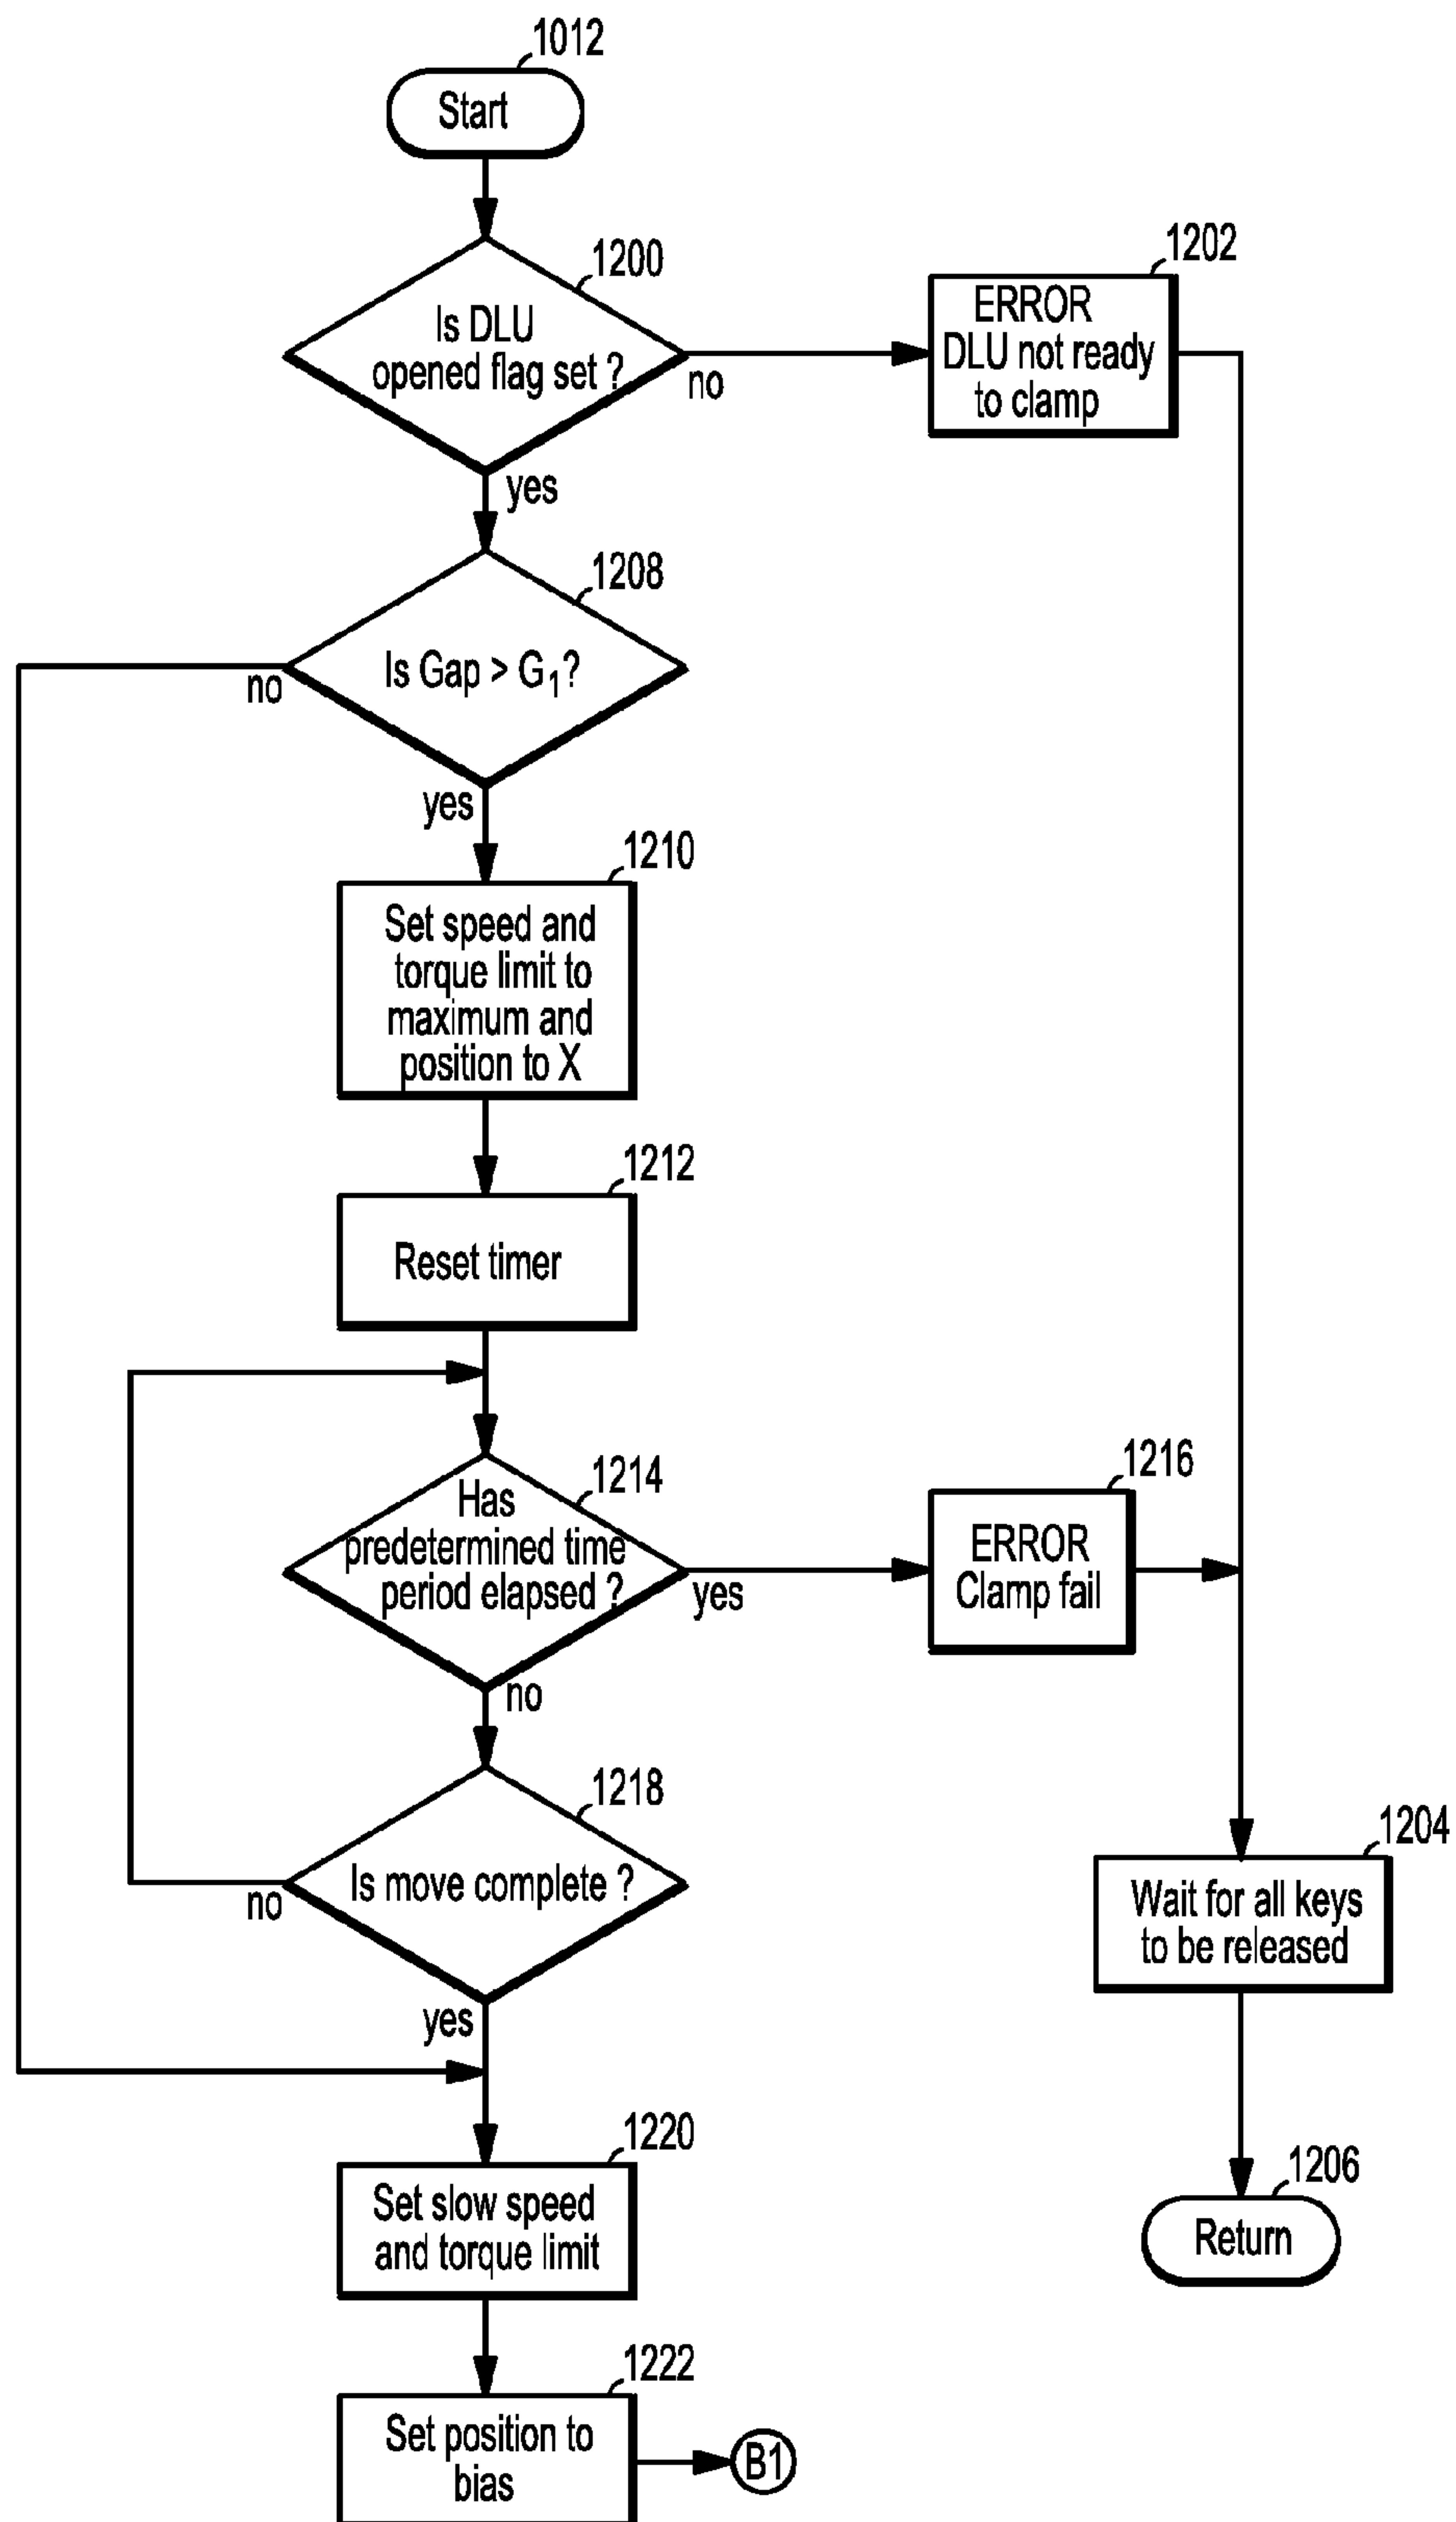 1012
Start
1200
Is DLU
opened flag set ?
no
yes
1202
ERROR
DLU not ready
to clamp
1208
Is Gap > G1?
no
yes
1210
Set speed and
torque limit to
maximum and
position to X
1212
Reset timer
1214
Has
predetermined time
period elapsed ?
yes
no
1216
ERROR
Clamp fail
1218
Is move complete ?
no
yes
1204
Wait for all keys
to be released
1206
Return
1220
Set slow speed
and torque limit
1222
Set position to
bias
B1